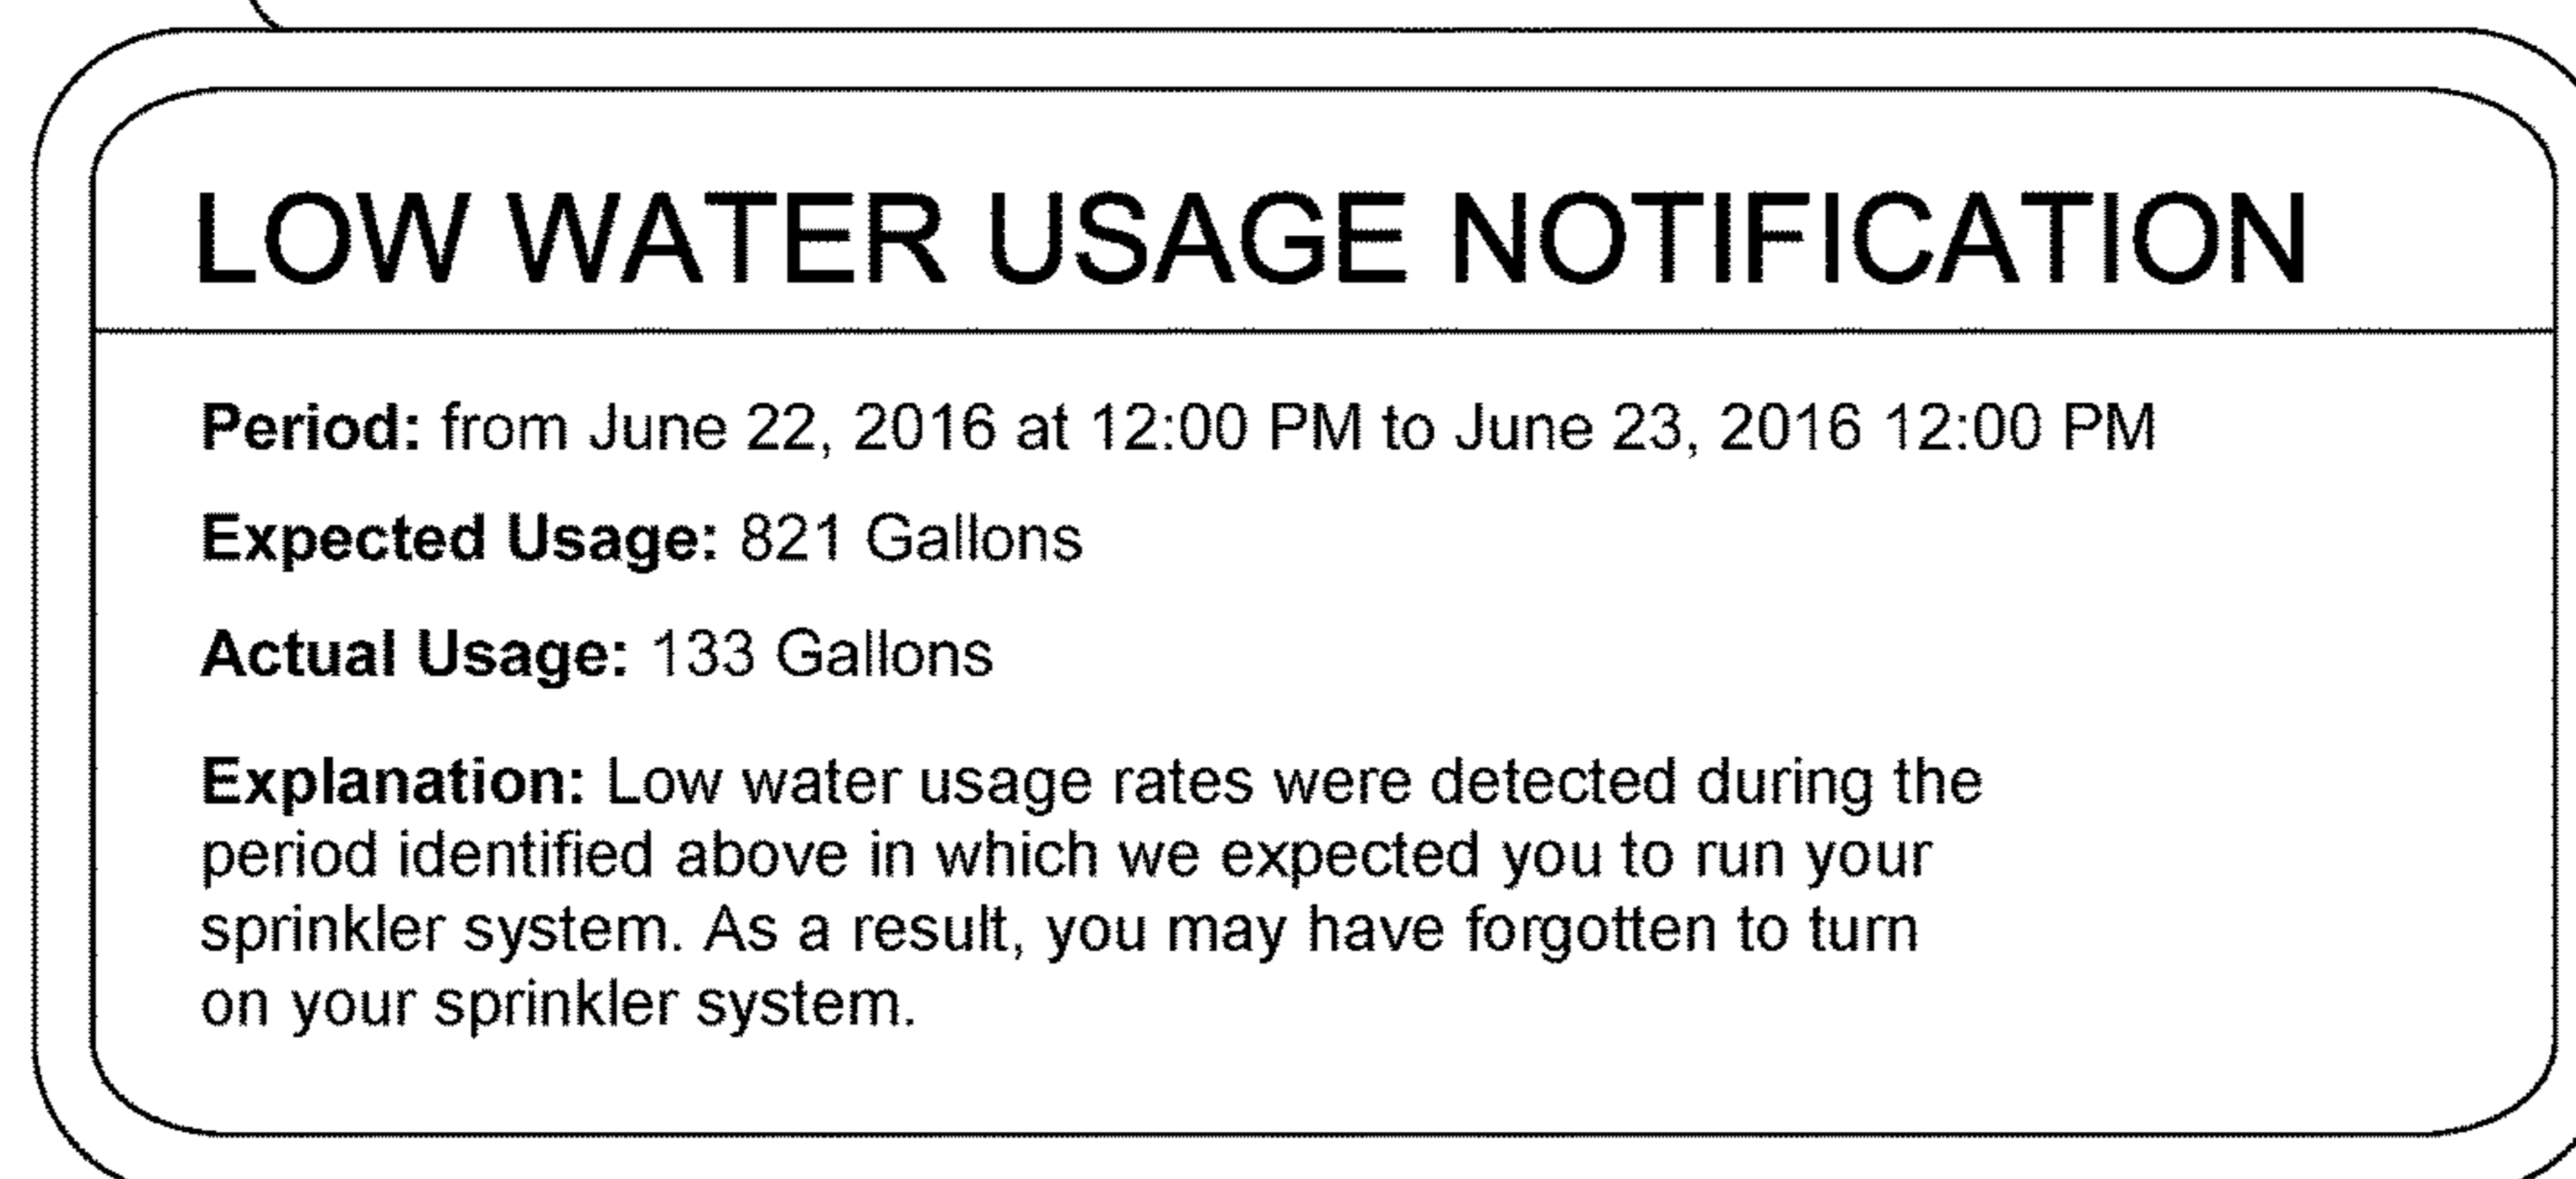 LOW WATER USAGE NOTIFICATION
Period: from June 22, 2016 at 12:00 PM to June 23, 2016 12:00 PM
Expected Usage: 821 Gallons
Actual Usage: 133 Gallons
Explanation: Low water usage rates were detected during the
period identified above in which we expected you to run your
sprinkler system. As a result, you may have forgotten to turn
on your sprinkler system.